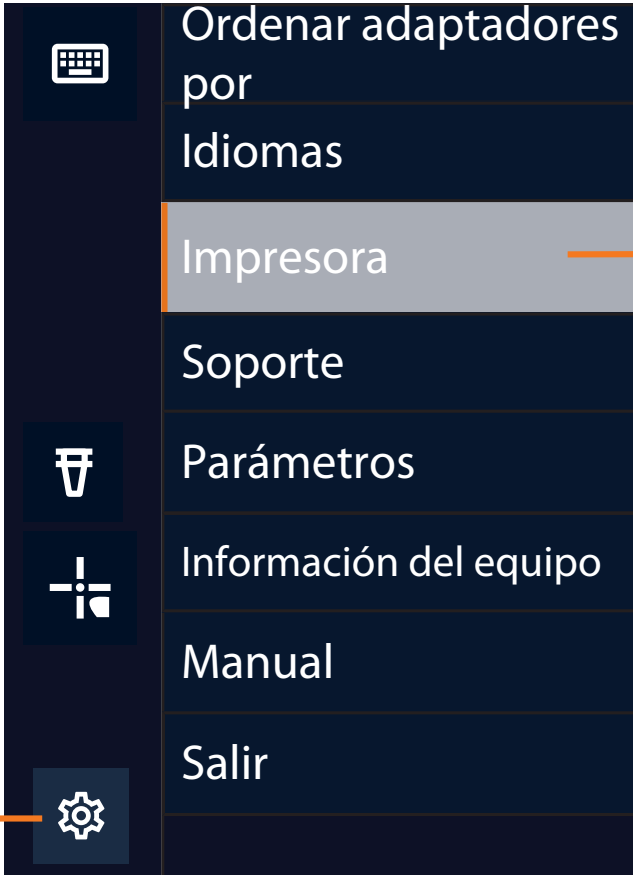 Ordenar adaptadores
por
Idiomas
Impresora
Soporte
Parámetros
Información del equipo
Manual
Salir